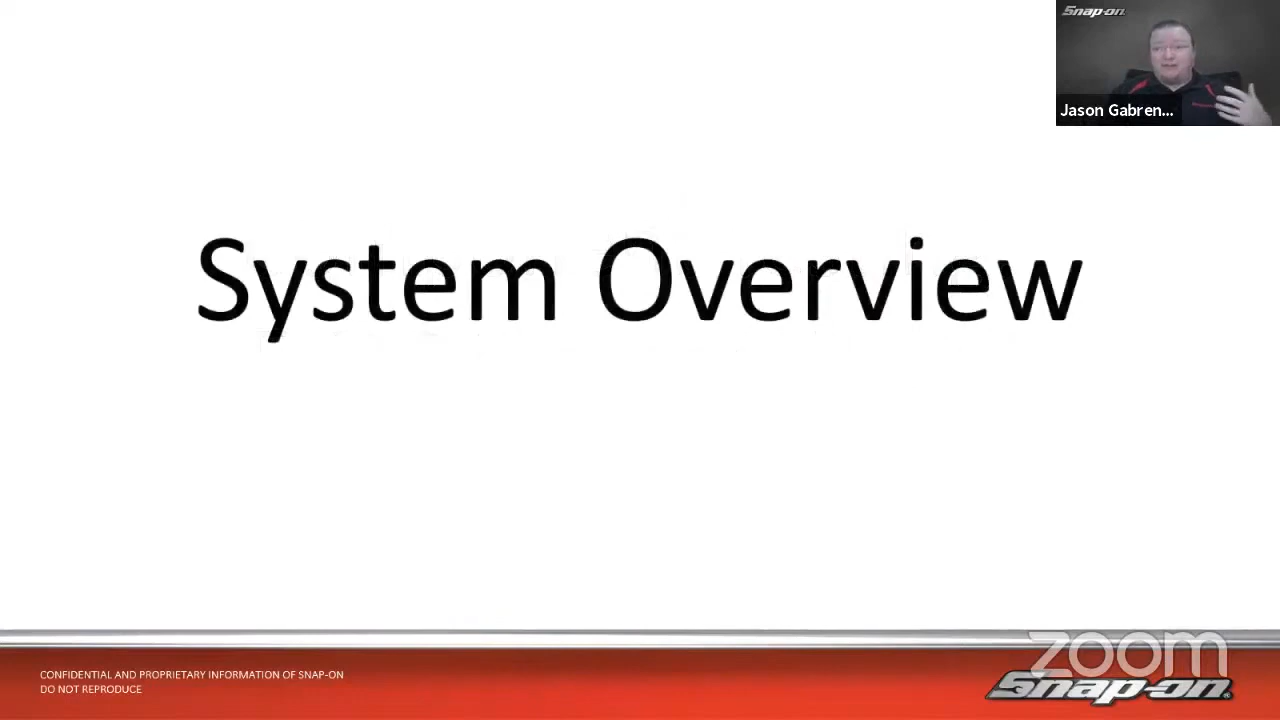 Snap-on
Jason Gabren...
System Overview
CONFIDENTIAL AND PROPRIETARY INFORMATION OF SNAP-ON
DO NOT REPRODUCE
zoom
Snap-on